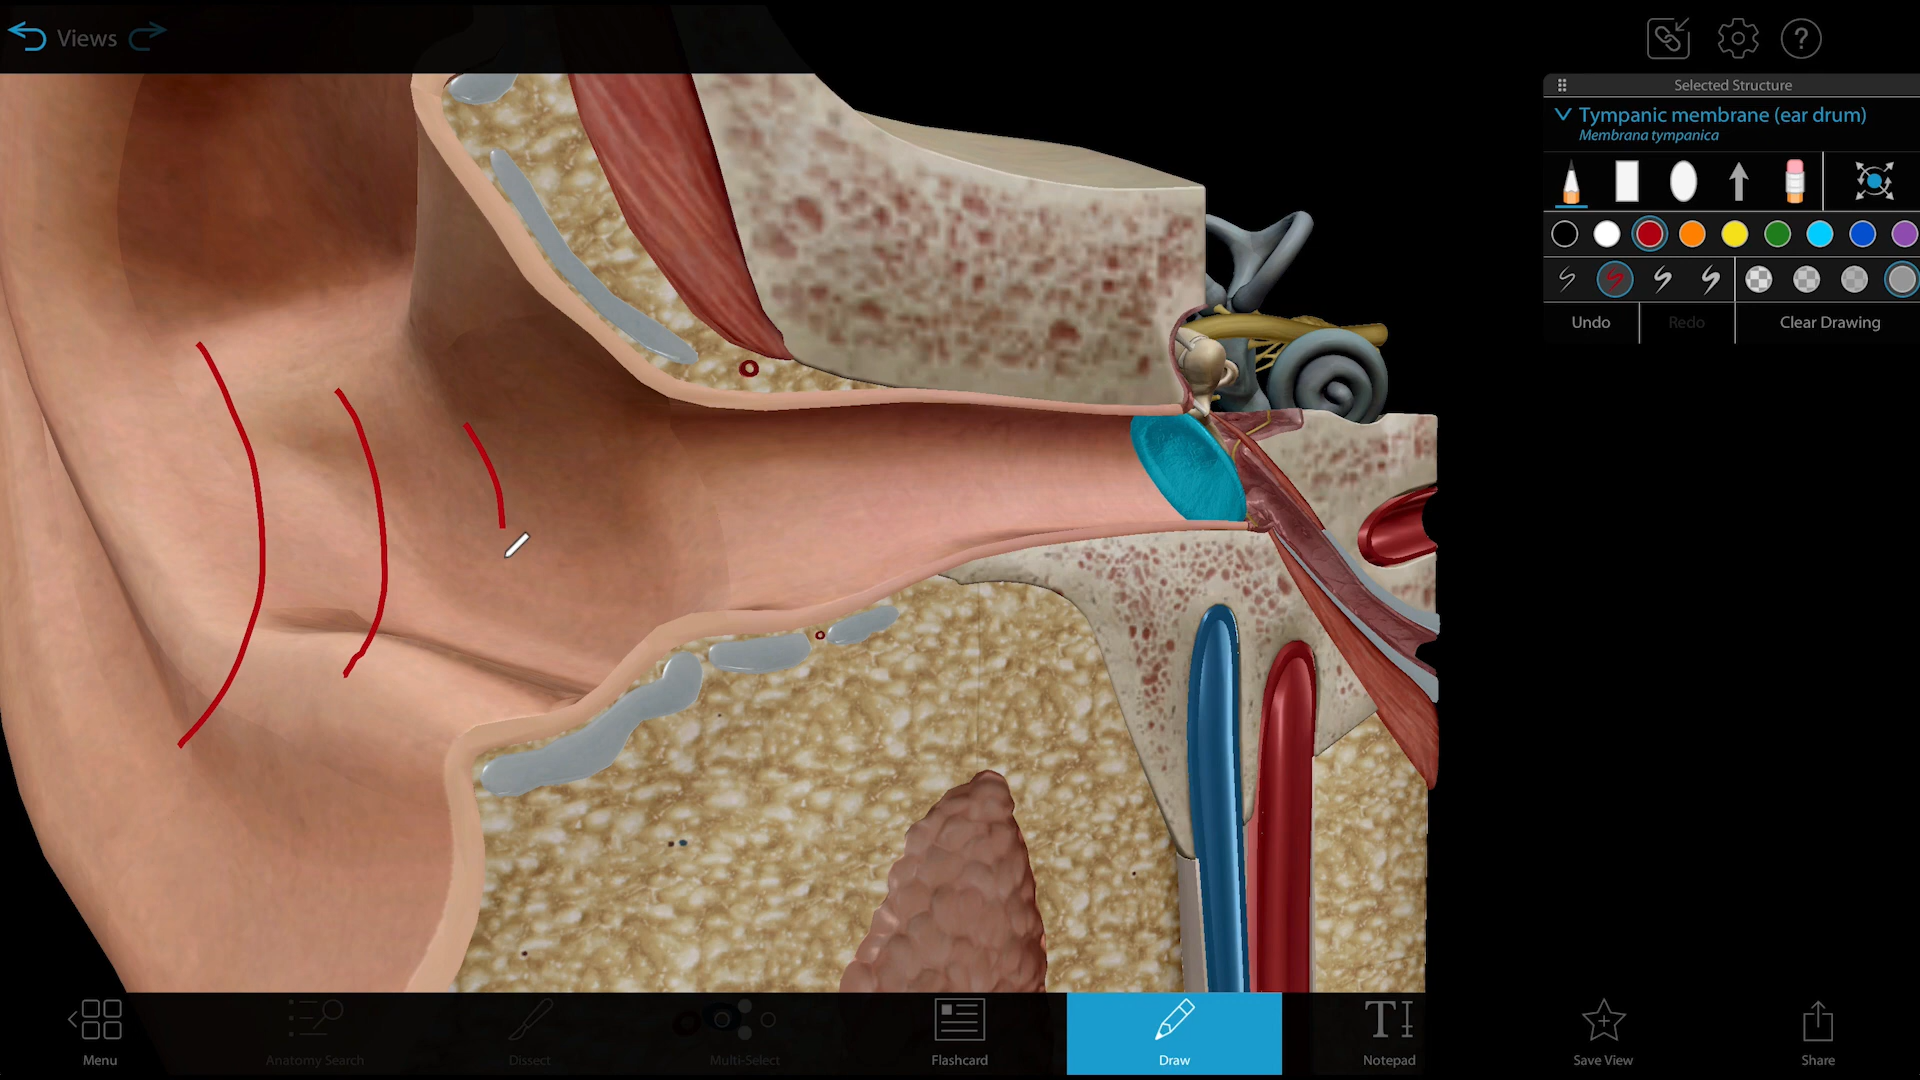 Views
Selected Structure
Tympanic membrane (ear drum)
Membrana tympanica
Undo
Redo
Clear Drawing
Menu
Anatomy Search
Dissect
Multi-Select
Flashcard
Draw
Notepad
Save View
Share